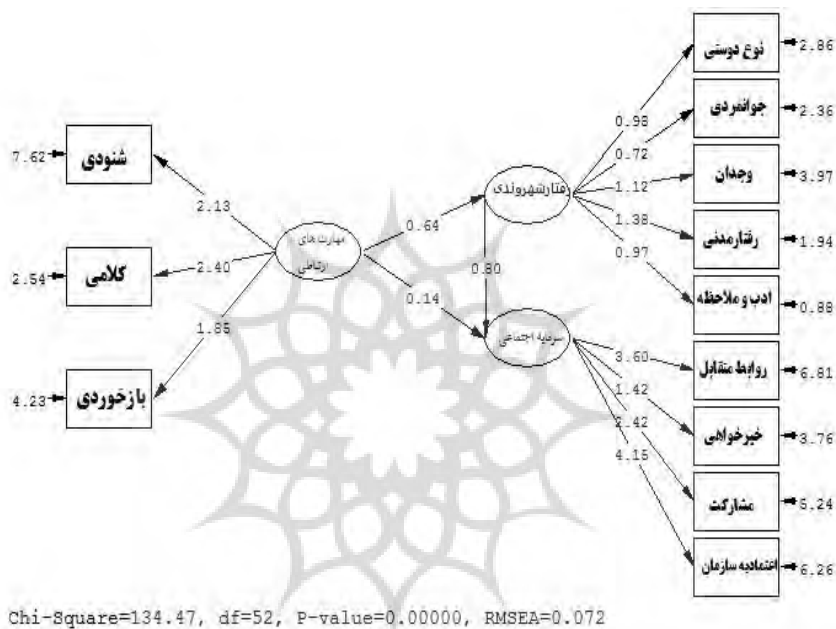 نوع دوستی
2.86
جوانمردی
2.36
وجدان
3.97
رفتارمدنی
1.94
ادب و ملاحظه
0.88
روابط متقابل
6.81
خیرخواهی
3.76
مشارکت
5.24
اعتمادبه سازمان
6.26
0.98
0.72
1.12
1.38
0.97
رفتارشهروندی
0.80
سرمایه اجتماعی
3.60
1.42
2.42
4.15
0.64
0.14
مهارت های
ارتباطی
2.13
2.40
1.85
شنودی
7.62
کلامی
2.54
بازخوردی
4.23
Chi-Square=134.47, df=52, P-value=0.00000, RMSEA=0.072